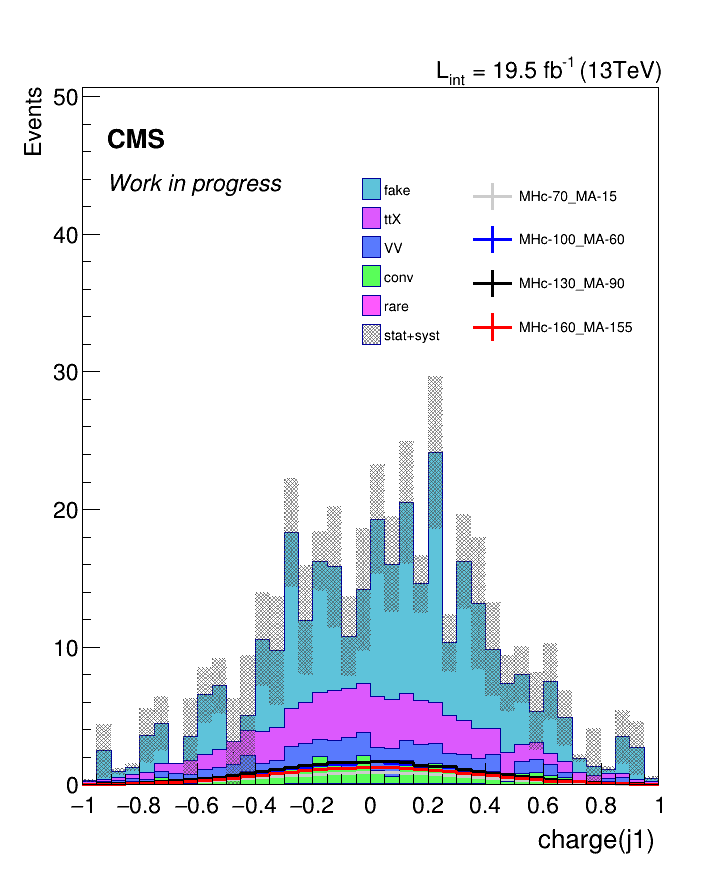 L_int = 19.5 fb^-1 (13TeV)
Events
50
CMS
Work in progress
fake
ttX
VV
conv
rare
stat+syst
MHc-70_MA-15
MHc-100_MA-60
MHc-130_MA-90
MHc-160_MA-155
40
30
20
10
0
−1 −0.8 −0.6 −0.4 −0.2 0 0.2 0.4 0.6 0.8 1
charge(j1)